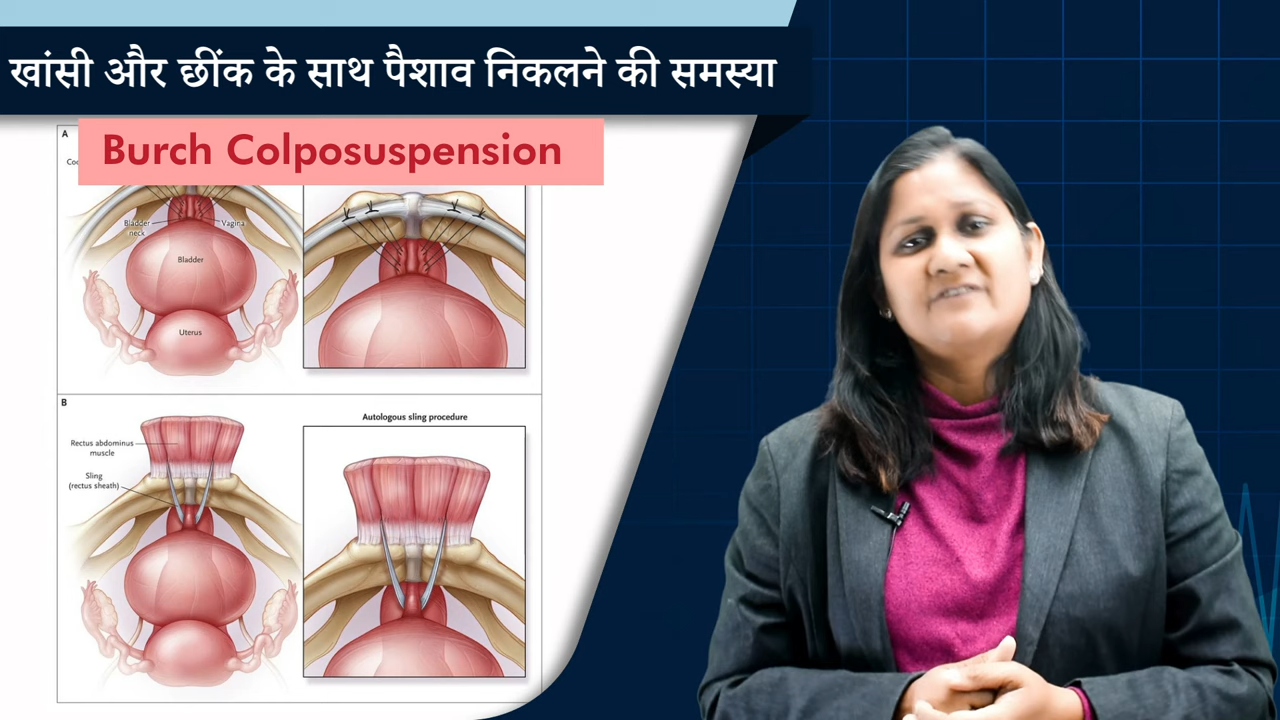 खांसी और छींक के साथ पैशाव निकलने की समस्या
Burch Colposuspension
A
Bladder
neck
Vagina
Bladder
Uterus
B
Autologous sling procedure
Rectus abdominus
muscle
Sling
(rectus sheath)